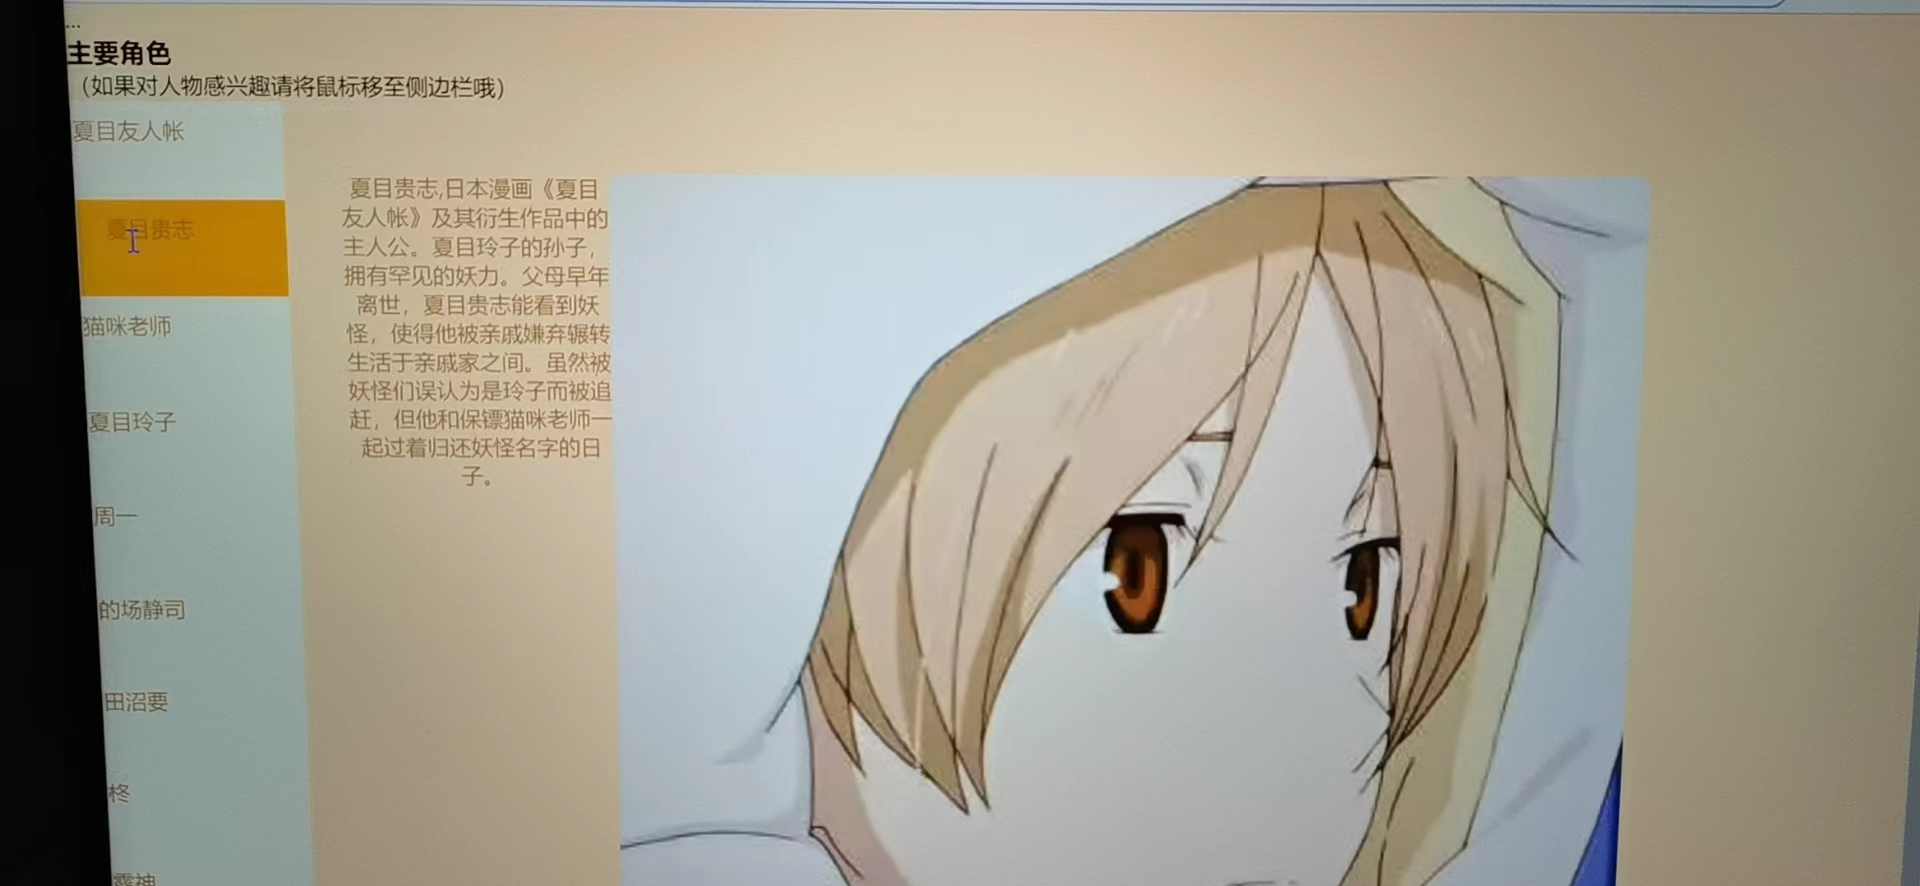 ...
主要角色
（如果对人物感兴趣请将鼠标移至侧边栏哦）
夏目友人帐
夏目贵志
猫咪老师
夏目玲子
周一
的场静司
田沼要
柊
露神
夏目贵志,日本漫画《夏目
友人帐》及其衍生作品中的
主人公。夏目玲子的孙子，
拥有罕见的妖力。父母早年
离世，夏目贵志能看到妖
怪，使得他被亲戚嫌弃辗转
生活于亲戚家之间。虽然被
妖怪们误认为是玲子而被追
赶，但他和保镖猫咪老师一
起过着归还妖怪名字的日
子。